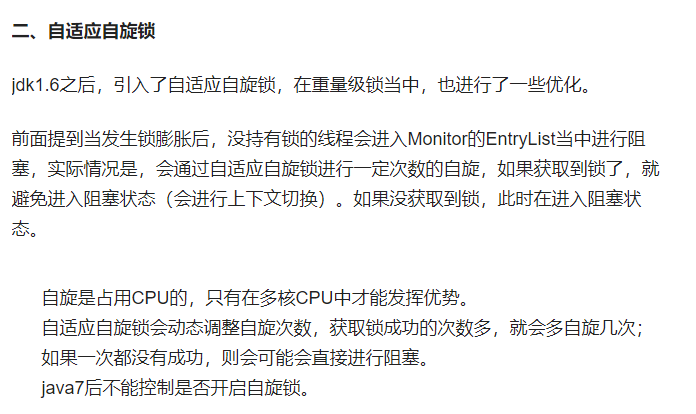 二、自适应自旋锁
jdk1.6之后，引入了自适应自旋锁，在重量级锁当中，也进行了一些优化。
前面提到当发生锁膨胀后，没持有锁的线程会进入Monitor的EntryList当中进行阻
塞，实际情况是，会通过自适应自旋锁进行一定次数的自旋，如果获取到锁了，就
避免进入阻塞状态（会进行上下文切换）。如果没获取到锁，此时在进入阻塞状
态。
自旋是占用CPU的，只有在多核CPU中才能发挥优势。
自适应自旋锁会动态调整自旋次数，获取锁成功的次数多，就会多自旋几次；
如果一次都没有成功，则会可能会直接进行阻塞。
java7后不能控制是否开启自旋锁。